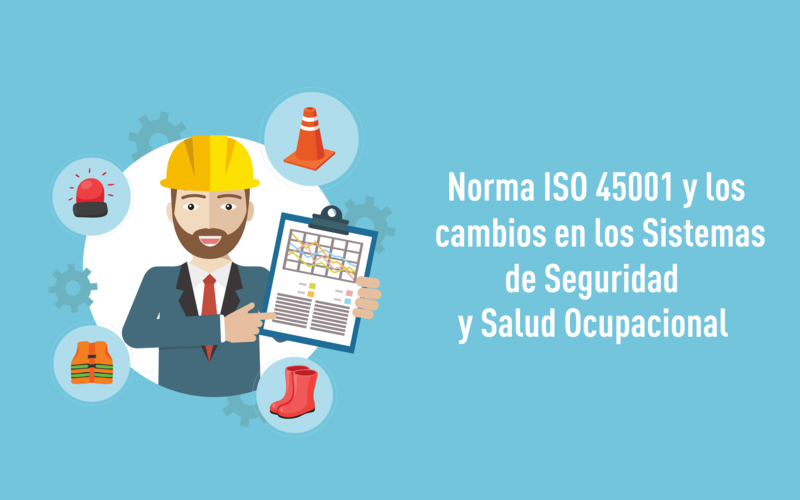 Norma ISO 45001 y los
cambios en los Sistemas
de Seguridad
y Salud Ocupacional